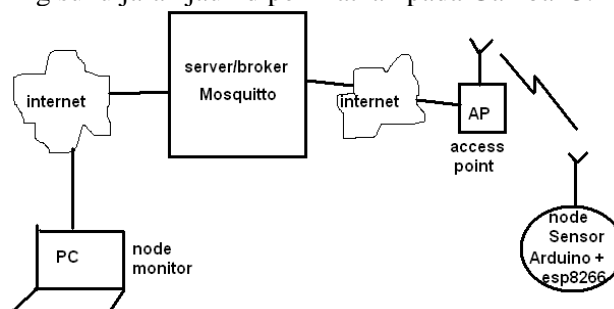 internet
server/broker
Mosquitto
internet
AP
access
point
node
Sensor
Arduino +
esp8266
PC
node
monitor